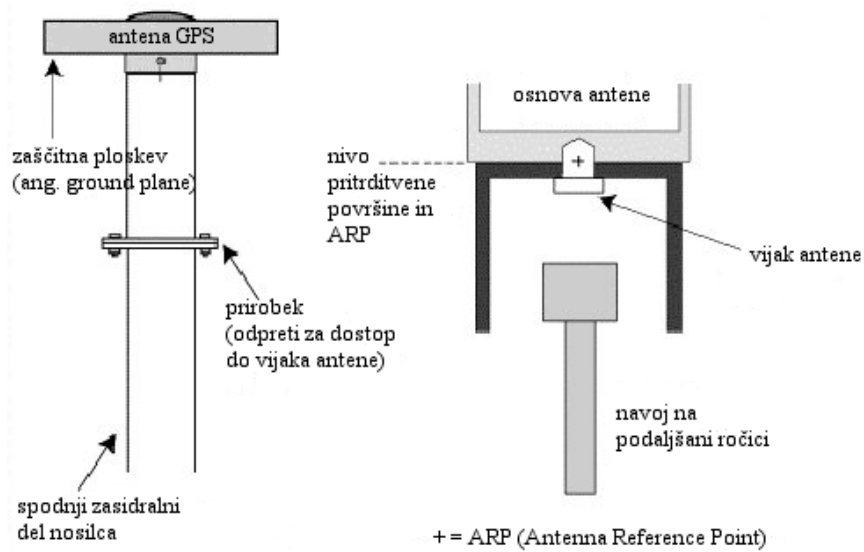 antena GPS
zaščitna ploskev
(ang. ground plane)
prirobek
(odpreti za dostop
do vijaka antene)
spodnji zasidralni
del nosilca
osnova antene
nivo
pritrditvene
površine in
ARP
vijak antene
navoj na
podaljšani ročici
+ = ARP (Antenna Reference Point)